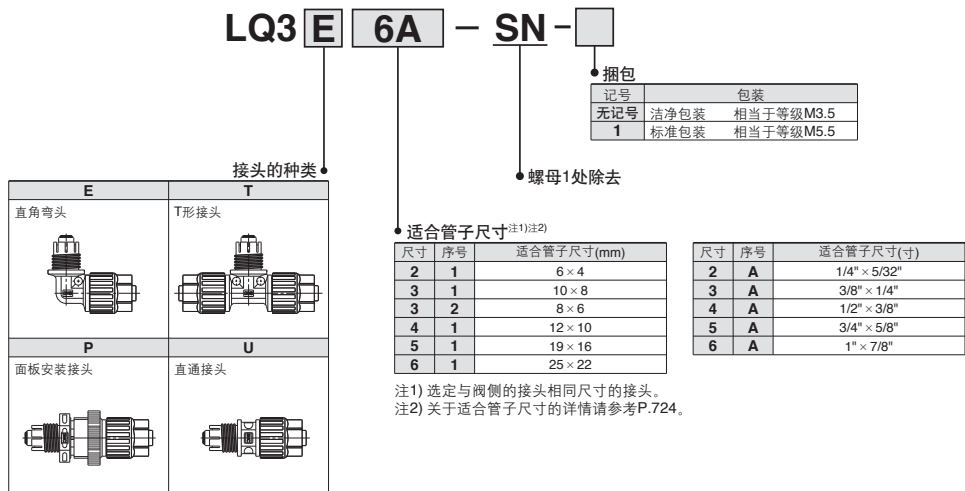 LQ3 E 6A - SN -
捆包
记号 包装
无记号 洁净包装 相当于等级M3.5
1 标准包装 相当于等级M5.5
螺母1处除去
接头的种类
E T
直角弯头 T形接头
P U
面板安装接头 直通接头
适合管子尺寸注1)注2)
尺寸 序号 适合管子尺寸(mm)
2 1 6×4
3 1 10×8
3 2 8×6
4 1 12×10
5 1 19×16
6 1 25×22
尺寸 序号 适合管子尺寸(寸)
2 A 1/4"×5/32"
3 A 3/8"×1/4"
4 A 1/2"×3/8"
5 A 3/4"×5/8"
6 A 1"×7/8"
注1) 选定与阀侧的接头相同尺寸的接头。
注2) 关于适合管子尺寸的详情请参考P.724。